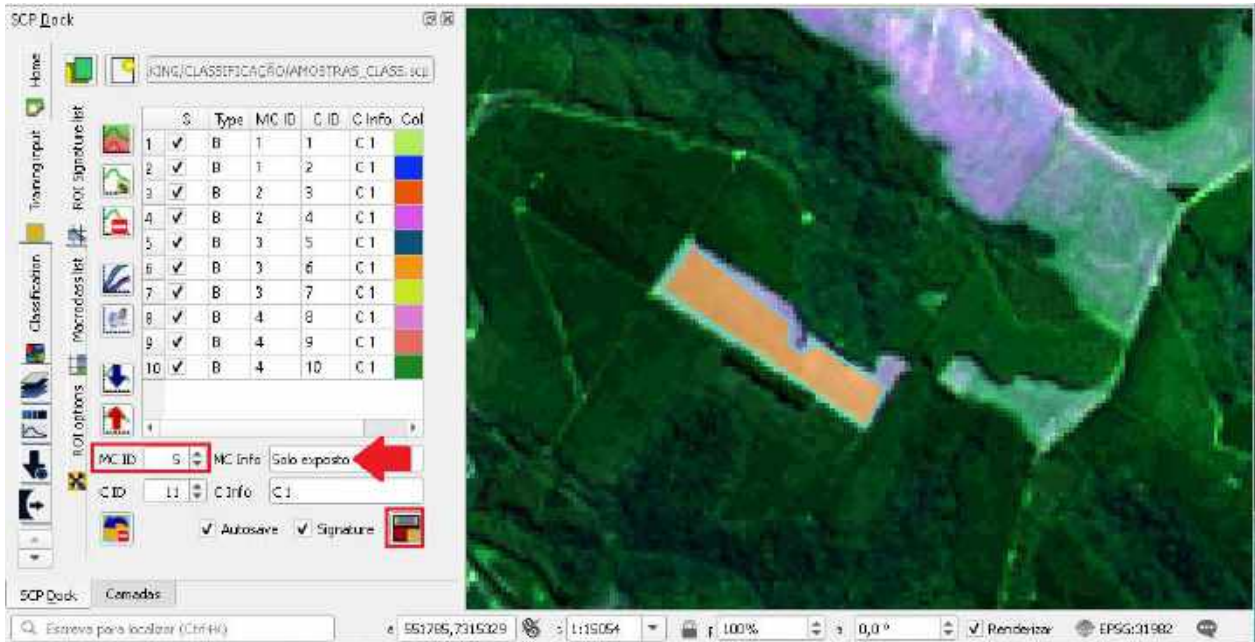 SCP Dock
Home
Training input
Classification
ROI Signature list
Macroclass list
ROI options
KING/CLASSIFICAÇÃO/AMOSTRAS_CLASS.scp
S Type MC ID C ID C Info Col
1 B 1 1 C 1
2 B 1 2 C 1
3 B 2 3 C 1
4 B 2 4 C 1
5 B 3 5 C 1
6 B 3 6 C 1
7 B 3 7 C 1
8 B 4 8 C 1
9 B 4 9 C 1
10 B 4 10 C 1
MC ID 5 MC Info Solo exposto
C ID 11 C Info C 1
Autosave Signature
SCP Dock Camadas
Escreva para localizar (Ctrl+K) 551785,7315329 1:15054 100% 0,0 ° Renderizar EPSG:31982